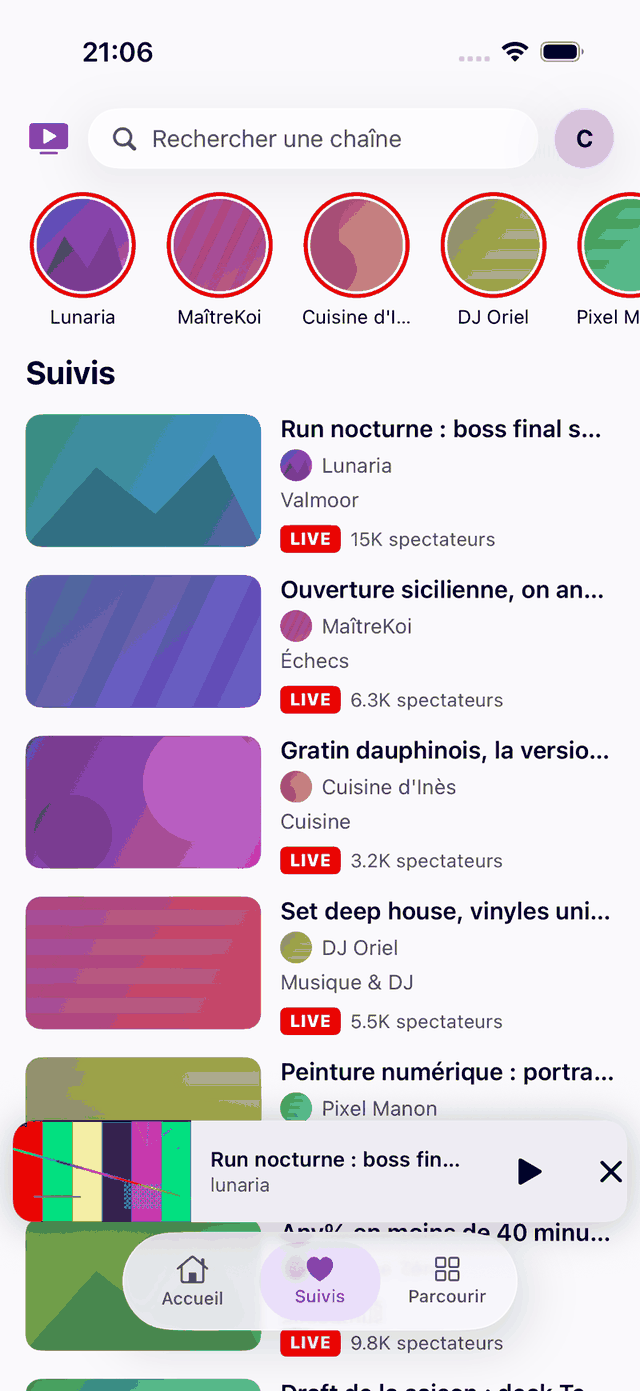 21:06
Rechercher une chaîne
C
Lunaria
MaîtreKoi
Cuisine d'I...
DJ Oriel
Pixel M
Suivis
Run nocturne : boss final s...
Lunaria
Valmoor
LIVE 15K spectateurs
Ouverture sicilienne, on an...
MaîtreKoi
Échecs
LIVE 6.3K spectateurs
Gratin dauphinois, la versio...
Cuisine d'Inès
Cuisine
LIVE 3.2K spectateurs
Set deep house, vinyles uni...
DJ Oriel
Musique & DJ
LIVE 5.5K spectateurs
Peinture numérique : portra...
Pixel Manon
Run nocturne : boss fin...
lunaria
Any% en moins de 40 minu...
Accueil
Suivis
Parcourir
LIVE 9.8K spectateurs